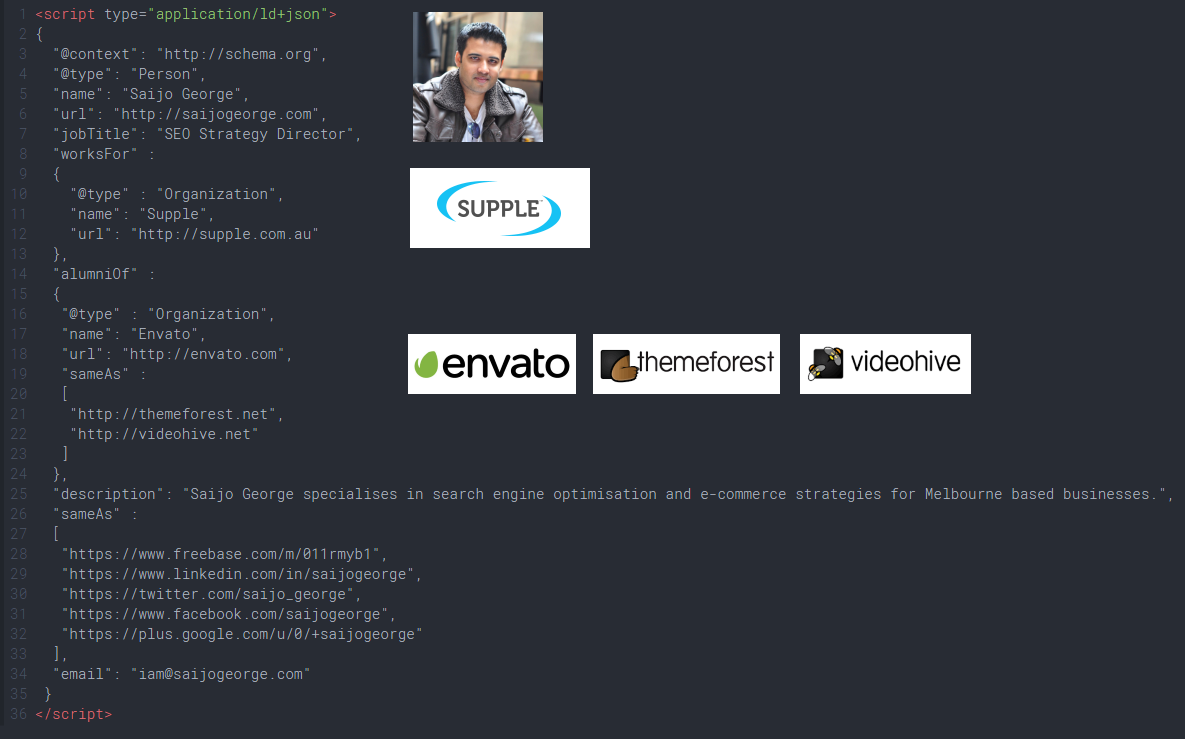 1 <script type="application/ld+json">
2 {
3 "@context": "http://schema.org",
4 "@type": "Person",
5 "name": "Saijo George",
6 "url": "http://saijogeorge.com",
7 "jobTitle": "SEO Strategy Director",
8 "worksFor" :
9 {
10 "@type" : "Organization",
11 "name": "Supple",
SUPPLE™
12 "url": "http://supple.com.au"
13 },
14 "alumniOf" :
15 {
16 "@type" : "Organization",
17 "name": "Envato",
18 "url": "http://envato.com",
envato themeforest videohive
19 "sameAs" :
20 [
21 "http://themeforest.net",
22 "http://videohive.net"
23 ]
24 },
25 "description": "Saijo George specialises in search engine optimisation and e-commerce strategies for Melbourne based businesses.",
26 "sameAs" :
27 [
28 "https://www.freebase.com/m/011rmyb1",
29 "https://www.linkedin.com/in/saijogeorge",
30 "https://twitter.com/saijo_george",
31 "https://www.facebook.com/saijogeorge",
32 "https://plus.google.com/u/0/+saijogeorge"
33 ],
34 "email": "iam@saijogeorge.com"
35 }
36 </script>